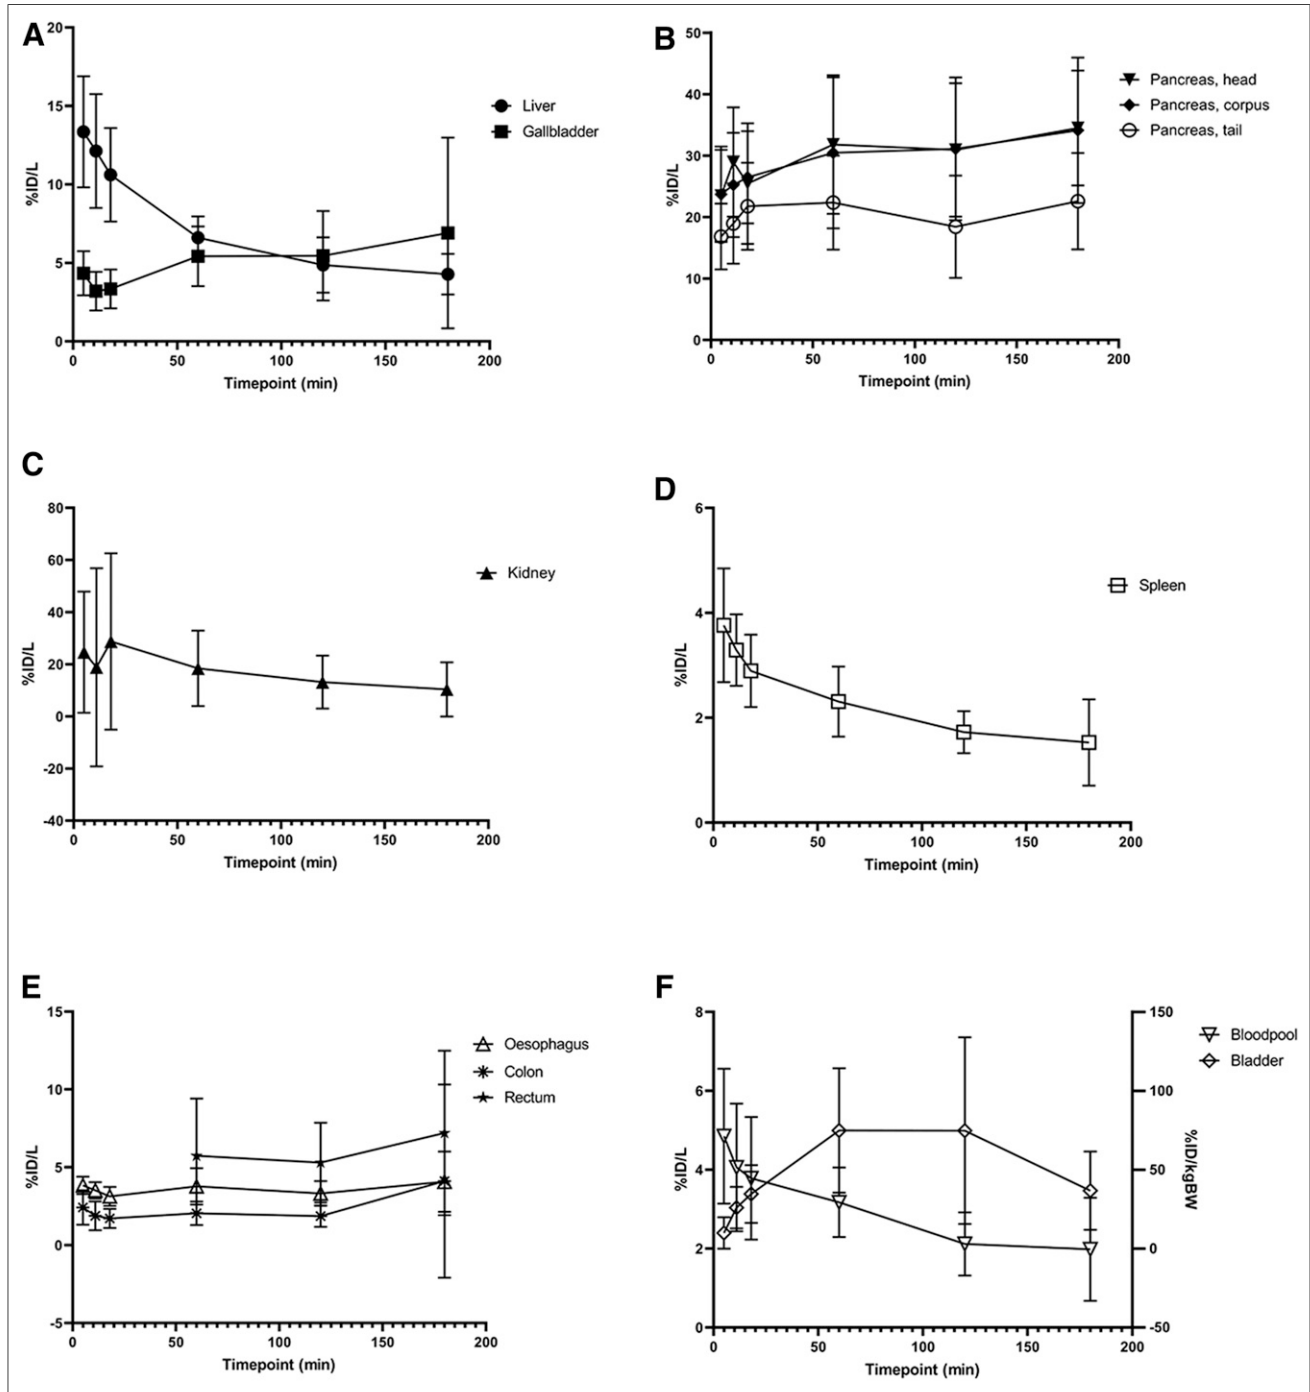 A
20
15
10
5
0
%ID/L
0 50 100 150 200
Timepoint (min)
Liver
Gallbladder
B
50
40
30
20
10
0
%ID/L
0 50 100 150 200
Timepoint (min)
Pancreas, head
Pancreas, corpus
Pancreas, tail
C
80
60
40
20
0
-20
-40
%ID/L
0 50 100 150 200
Timepoint (min)
Kidney
D
6
4
2
0
%ID/L
0 50 100 150 200
Timepoint (min)
Spleen
E
15
10
5
0
-5
%ID/L
0 50 100 150 200
Timepoint (min)
Oesophagus
Colon
Rectum
F
8
6
4
2
0
%ID/L
0 50 100 150 200
Timepoint (min)
150
100
50
0
-50
%ID/kgBW
Bloodpool
Bladder